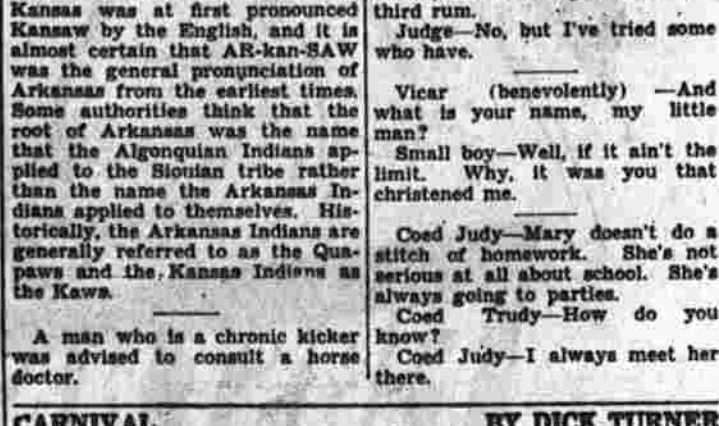 Kansas was at first pronounced
Kansaw by the English, and it is
almost certain that AR-kan-SAW
was the general pronunciation of
Arkansas from the earliest times.
Some authorities think that the
root of Arkansas was the name
that the Algonquian Indians ap-
plied to the Siouian tribe rather
than the name the Arkansas In-
dians applied to themselves. His-
torically, the Arkansas Indians are
generally referred to as the Qua-
paws and the Kansas Indians as
the Kaws.
A man who is a chronic kicker
was advised to consult a horse
doctor.
third rum.
Judge—No, but I've tried some
who have.
Vicar (benevolently) —And
what is your name, my little
man?
Small boy—Well, if it ain't the
limit. Why, it was you that
christened me.
Coed Judy—Mary doesn't do a
stitch of homework. She's not
serious at all about school. She's
always going to parties.
Coed Trudy—How do you
know?
Coed Judy—I always meet her
there.
CARNIVAL BY DICK TURNER